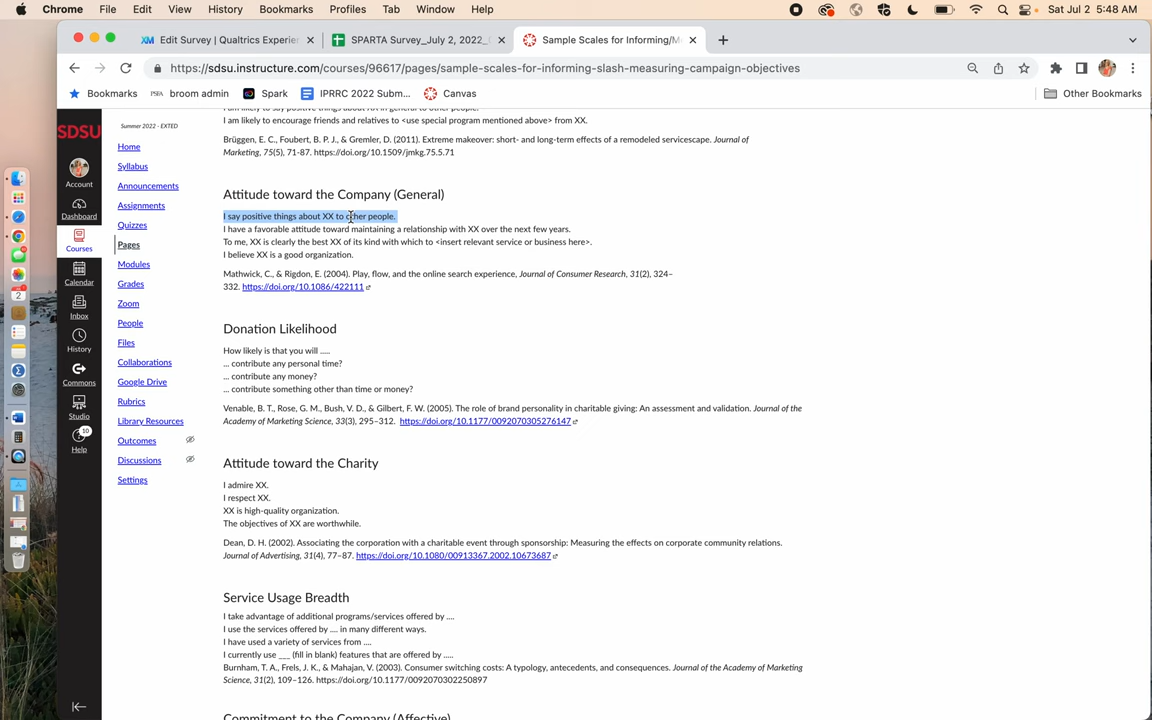 Chrome File Edit View History Bookmarks Profiles Tab Window Help Sat Jul 2 5:48 AM
Edit Survey | Qualtrics Experien
SPARTA Survey_July 2, 2022_
Sample Scales for Informing/M
https://sdsu.instructure.com/courses/96617/pages/sample-scales-for-informing-slash-measuring-campaign-objectives
Bookmarks broom admin Spark IPRRC 2022 Subm... Canvas Other Bookmarks
SDSU
Account
Dashboard
Courses
Calendar
Inbox
History
Commons
Studio
10
Help
Summer 2022 - EXTED
Home
Syllabus
Announcements
Assignments
Quizzes
Pages
Modules
Grades
Zoom
People
Files
Collaborations
Google Drive
Rubrics
Library Resources
Outcomes
Discussions
Settings
I am likely to say positive things about XX in general to other people.
I am likely to encourage friends and relatives to <use special program mentioned above> from XX.
Brüggen, E. C., Foubert, B. P. J., & Gremler, D. (2011). Extreme makeover: short- and long-term effects of a remodeled servicescape. Journal of
Marketing, 75(5), 71-87. https://doi.org/10.1509/jmkg.75.5.71
Attitude toward the Company (General)
I say positive things about XX to other people.
I have a favorable attitude toward maintaining a relationship with XX over the next few years.
To me, XX is clearly the best XX of its kind with which to <insert relevant service or business here>.
I believe XX is a good organization.
Mathwick, C., & Rigdon, E. (2004). Play, flow, and the online search experience, Journal of Consumer Research, 31(2), 324–
332. https://doi.org/10.1086/422111
Donation Likelihood
How likely is that you will .....
... contribute any personal time?
... contribute any money?
... contribute something other than time or money?
Venable, B. T., Rose, G. M., Bush, V. D., & Gilbert, F. W. (2005). The role of brand personality in charitable giving: An assessment and validation. Journal of the
Academy of Marketing Science, 33(3), 295–312. https://doi.org/10.1177/0092070305276147
Attitude toward the Charity
I admire XX.
I respect XX.
XX is high-quality organization.
The objectives of XX are worthwhile.
Dean, D. H. (2002). Associating the corporation with a charitable event through sponsorship: Measuring the effects on corporate community relations.
Journal of Advertising, 31(4), 77–87. https://doi.org/10.1080/00913367.2002.10673687
Service Usage Breadth
I take advantage of additional programs/services offered by ....
I use the services offered by .... in many different ways.
I have used a variety of services from ....
I currently use ___ (fill in blank) features that are offered by .....
Burnham, T. A., Frels, J. K., & Mahajan, V. (2003). Consumer switching costs: A typology, antecedents, and consequences. Journal of the Academy of Marketing
Science, 31(2), 109–126. https://doi.org/10.1177/0092070302250897
Commitment to the Company (Affective)